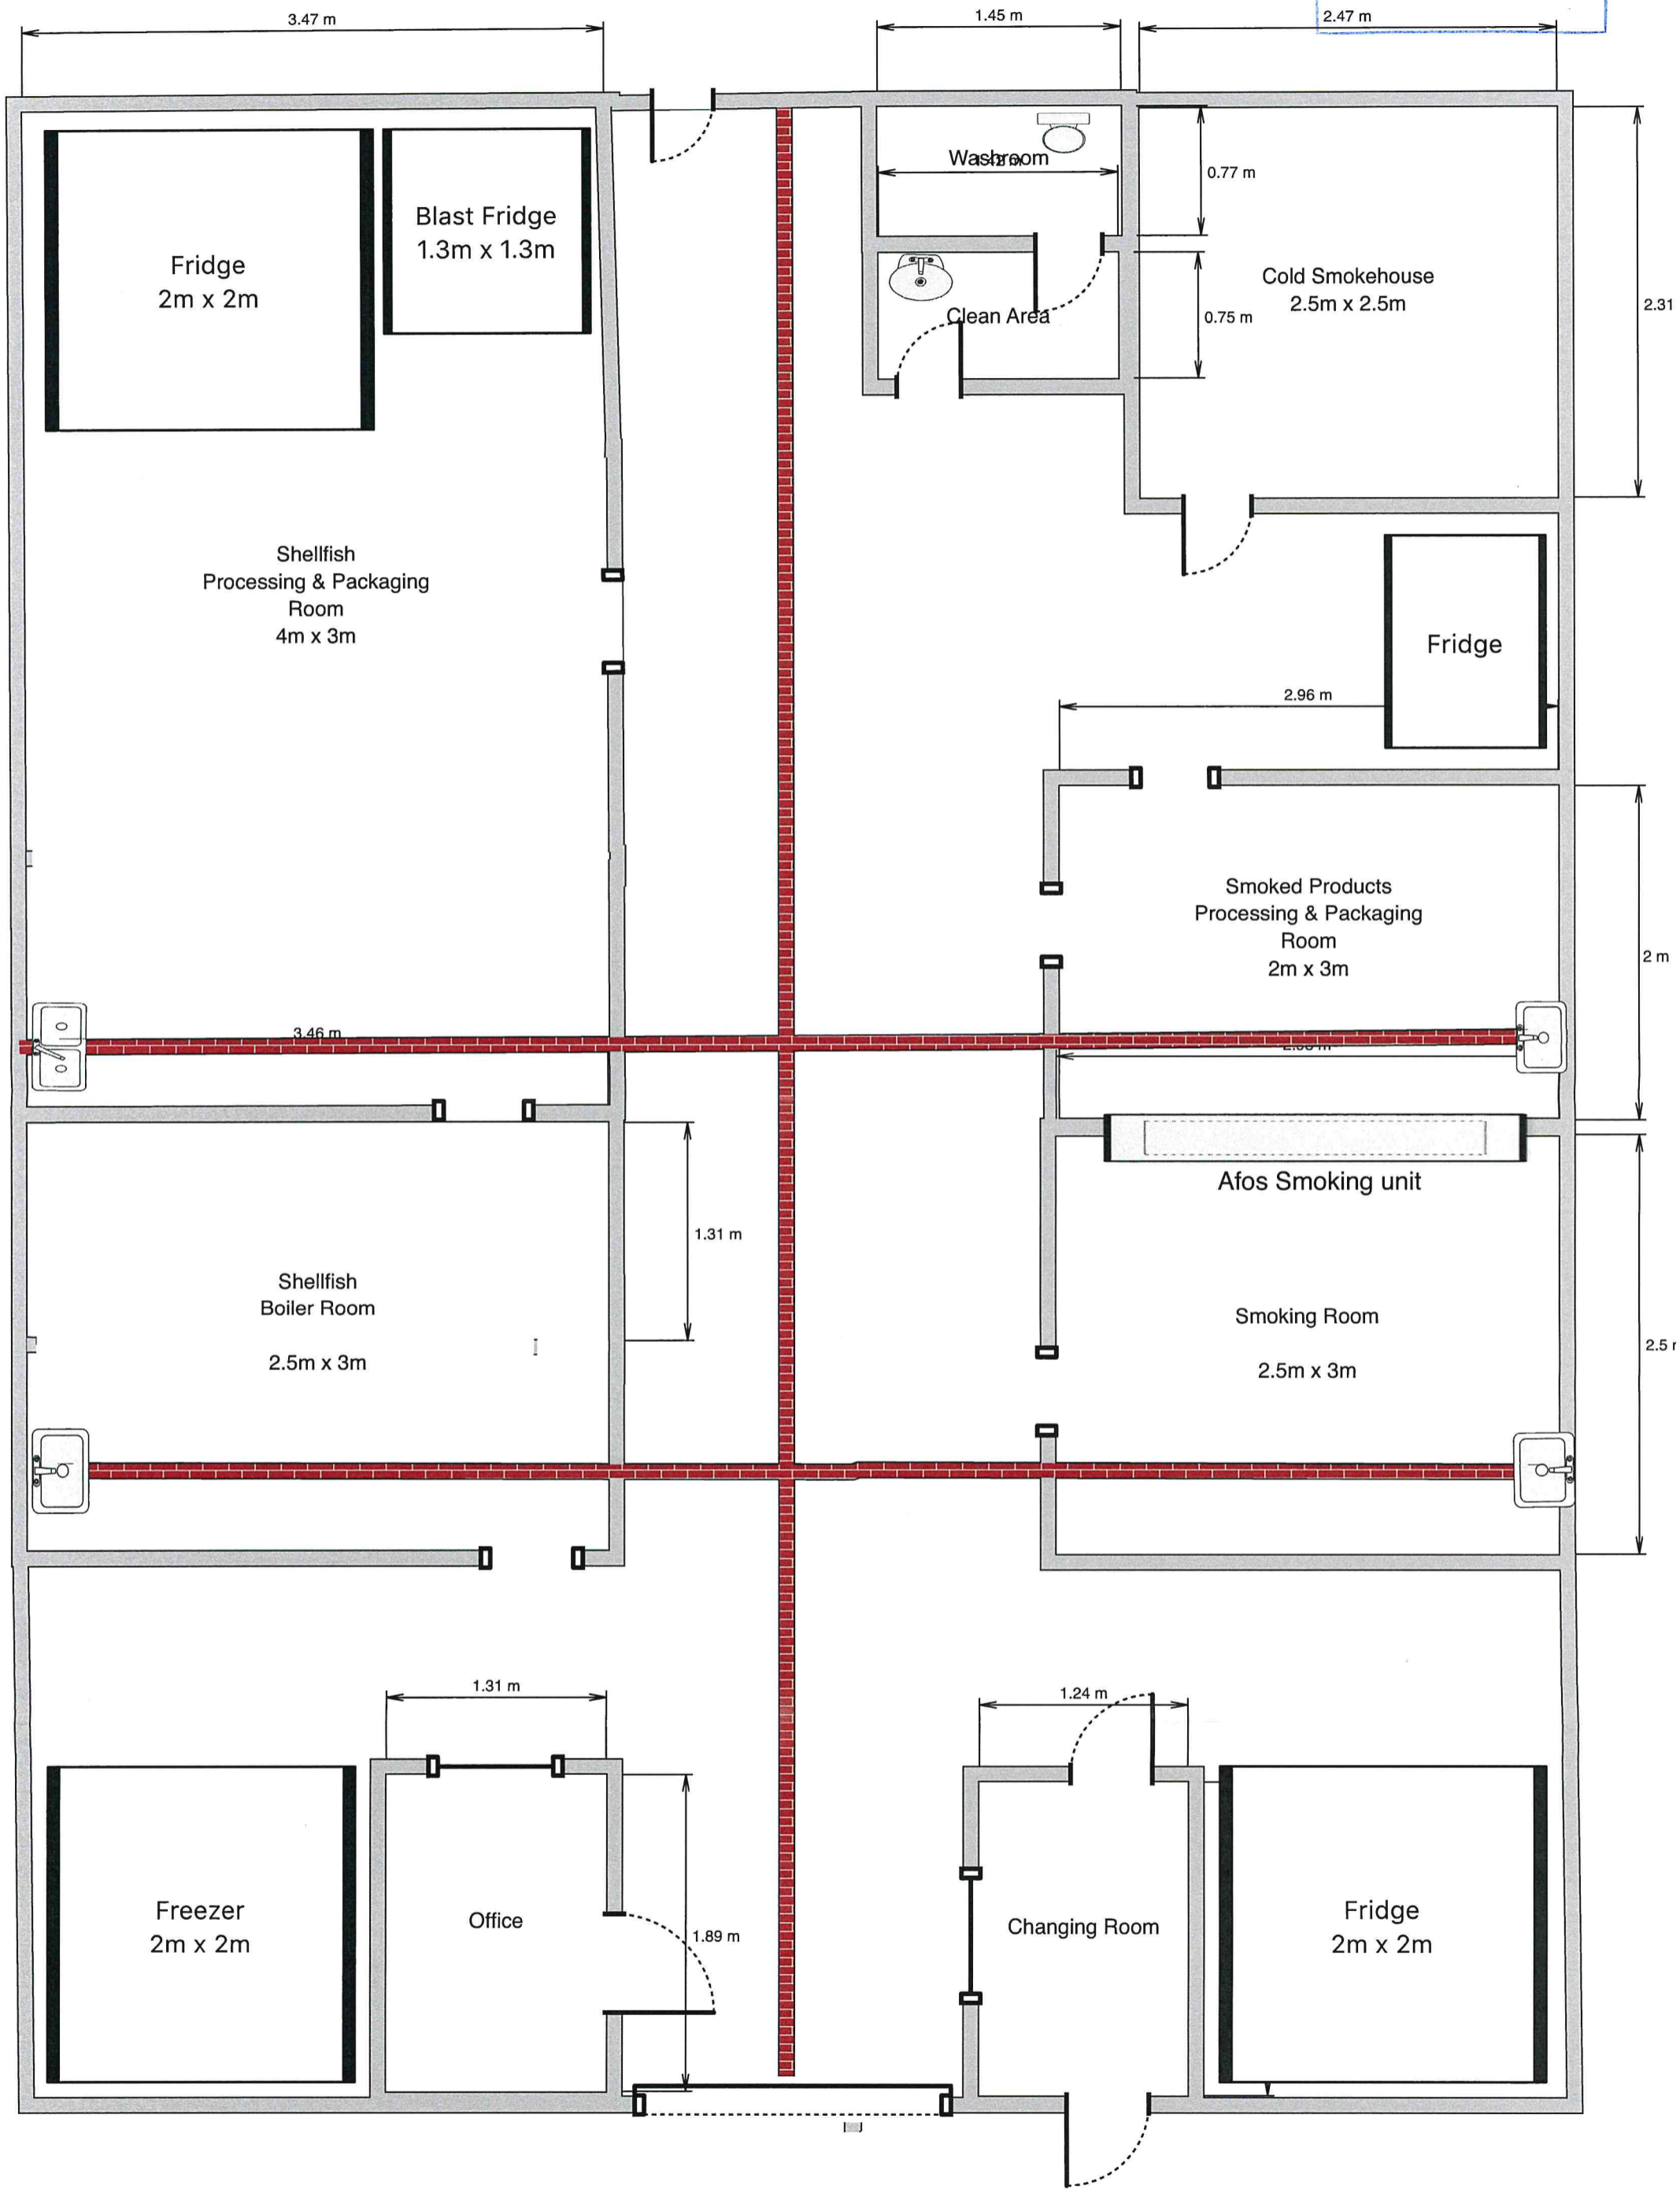 3.47 m
1.45 m
2.47 m
Washroom
0.77 m
Blast Fridge
1.3m x 1.3m
Fridge
2m x 2m
Cold Smokehouse
2.5m x 2.5m
2.31
Clean Area
0.75 m
Shellfish
Processing & Packaging
Room
4m x 3m
Fridge
2.96 m
Smoked Products
Processing & Packaging
Room
2m x 3m
2 m
3.46 m
Afos Smoking unit
1.31 m
Shellfish
Boiler Room
2.5m x 3m
Smoking Room
2.5m x 3m
2.5
1.31 m
1.24 m
Freezer
2m x 2m
Office
1.89 m
Changing Room
Fridge
2m x 2m